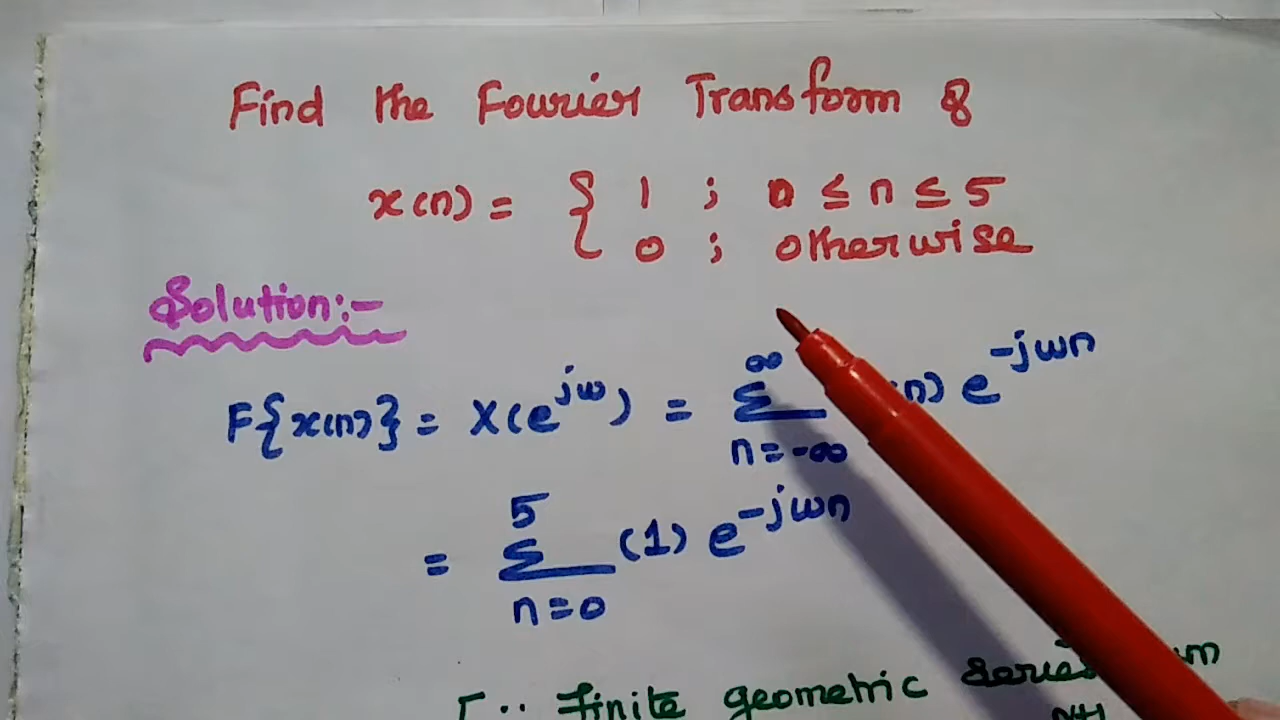 Find the Fourier Transform of
x(n) = { 1 ; 0 ≤ n ≤ 5
0 ; otherwise
Solution:-
F{x(n)} = X(e^{jω}) = Σ_{n=-∞}^{∞} (n) e^{-jωn}
= Σ_{n=0}^{5} (1) e^{-jωn}
[∵ finite geometric series